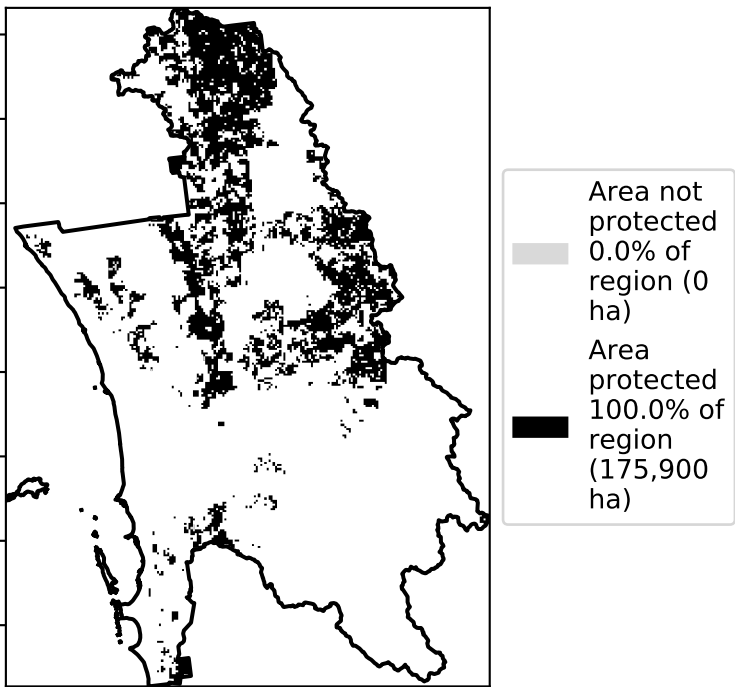 Area not
protected
0.0% of
region (0
ha)
Area
protected
100.0% of
region
(175,900
ha)